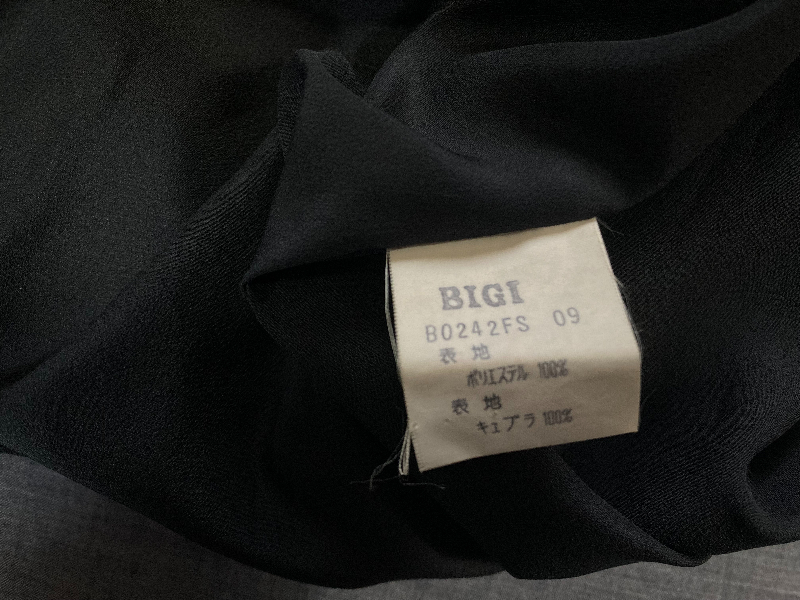 BIGI
B0242FS 09
表 地
ポリエステル 100%
表 地
キュプラ 100%